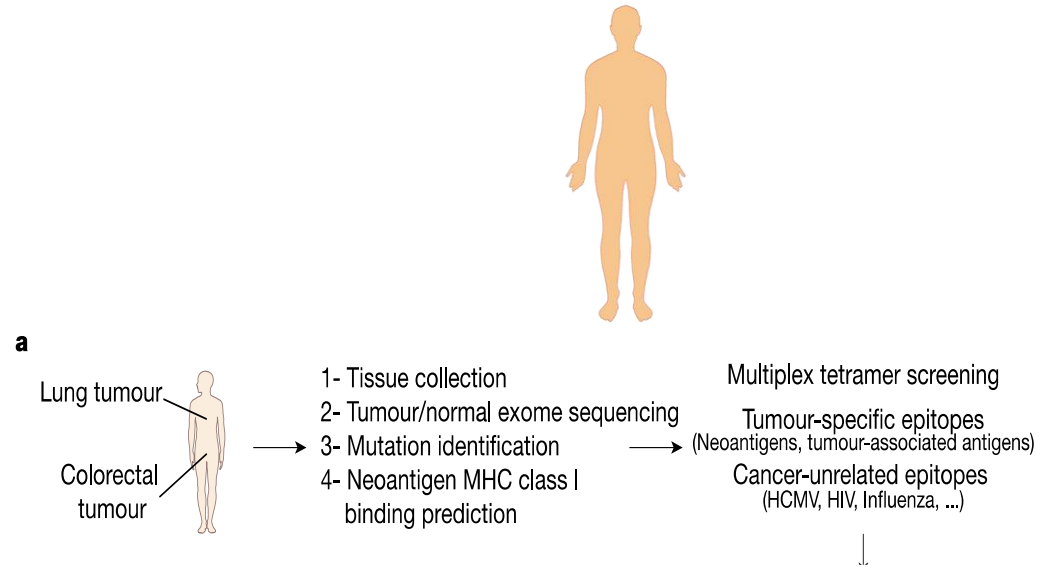 a
Lung tumour
Colorectal
tumour
1- Tissue collection
2- Tumour/normal exome sequencing
3- Mutation identification
4- Neoantigen MHC class I
binding prediction
Multiplex tetramer screening
Tumour-specific epitopes
(Neoantigens, tumour-associated antigens)
Cancer-unrelated epitopes
(HCMV, HIV, Influenza, ...)